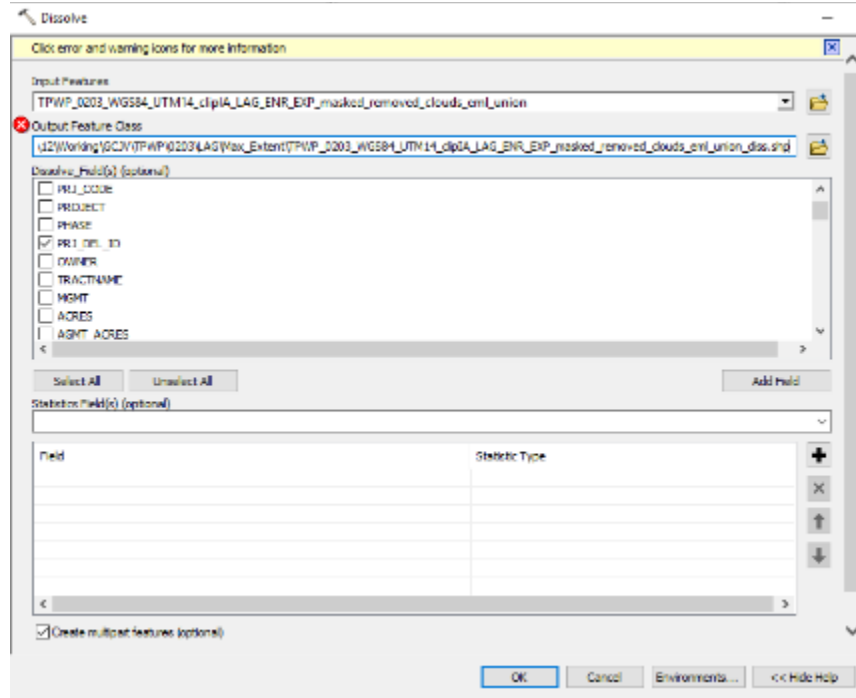 Dissolve
Click error and warning icons for more information
Input Features
TPWP_0203_WGS84_UTM14_clipIA_LAG_ENR_EXP_masked_removed_clouds_eml_union
Output Feature Class
\12\Working\GCJV\TPWP\0203\LAG\Max_Extent\TPWP_0203_WGS84_UTM14_clipIA_LAG_ENR_EXP_masked_removed_clouds_eml_union_diss.shp
Dissolve_Field(s) (optional)
PRJ_CODE
PROJECT
PHASE
PRJ_DEL_ID
OWNER
TRACTNAME
MGMT
ACRES
AGMT_ACRES
Select All Unselect All Add Field
Statistics Field(s) (optional)
Field Statistic Type
Create multipart features (optional)
OK Cancel Environments... << Hide Help